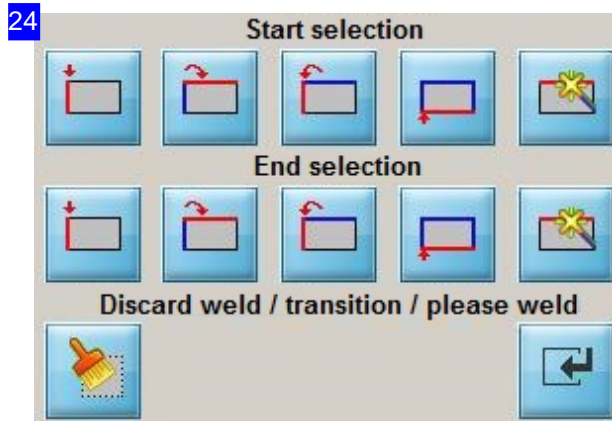 24
Start selection
End selection
Discard weld / transition / please weld